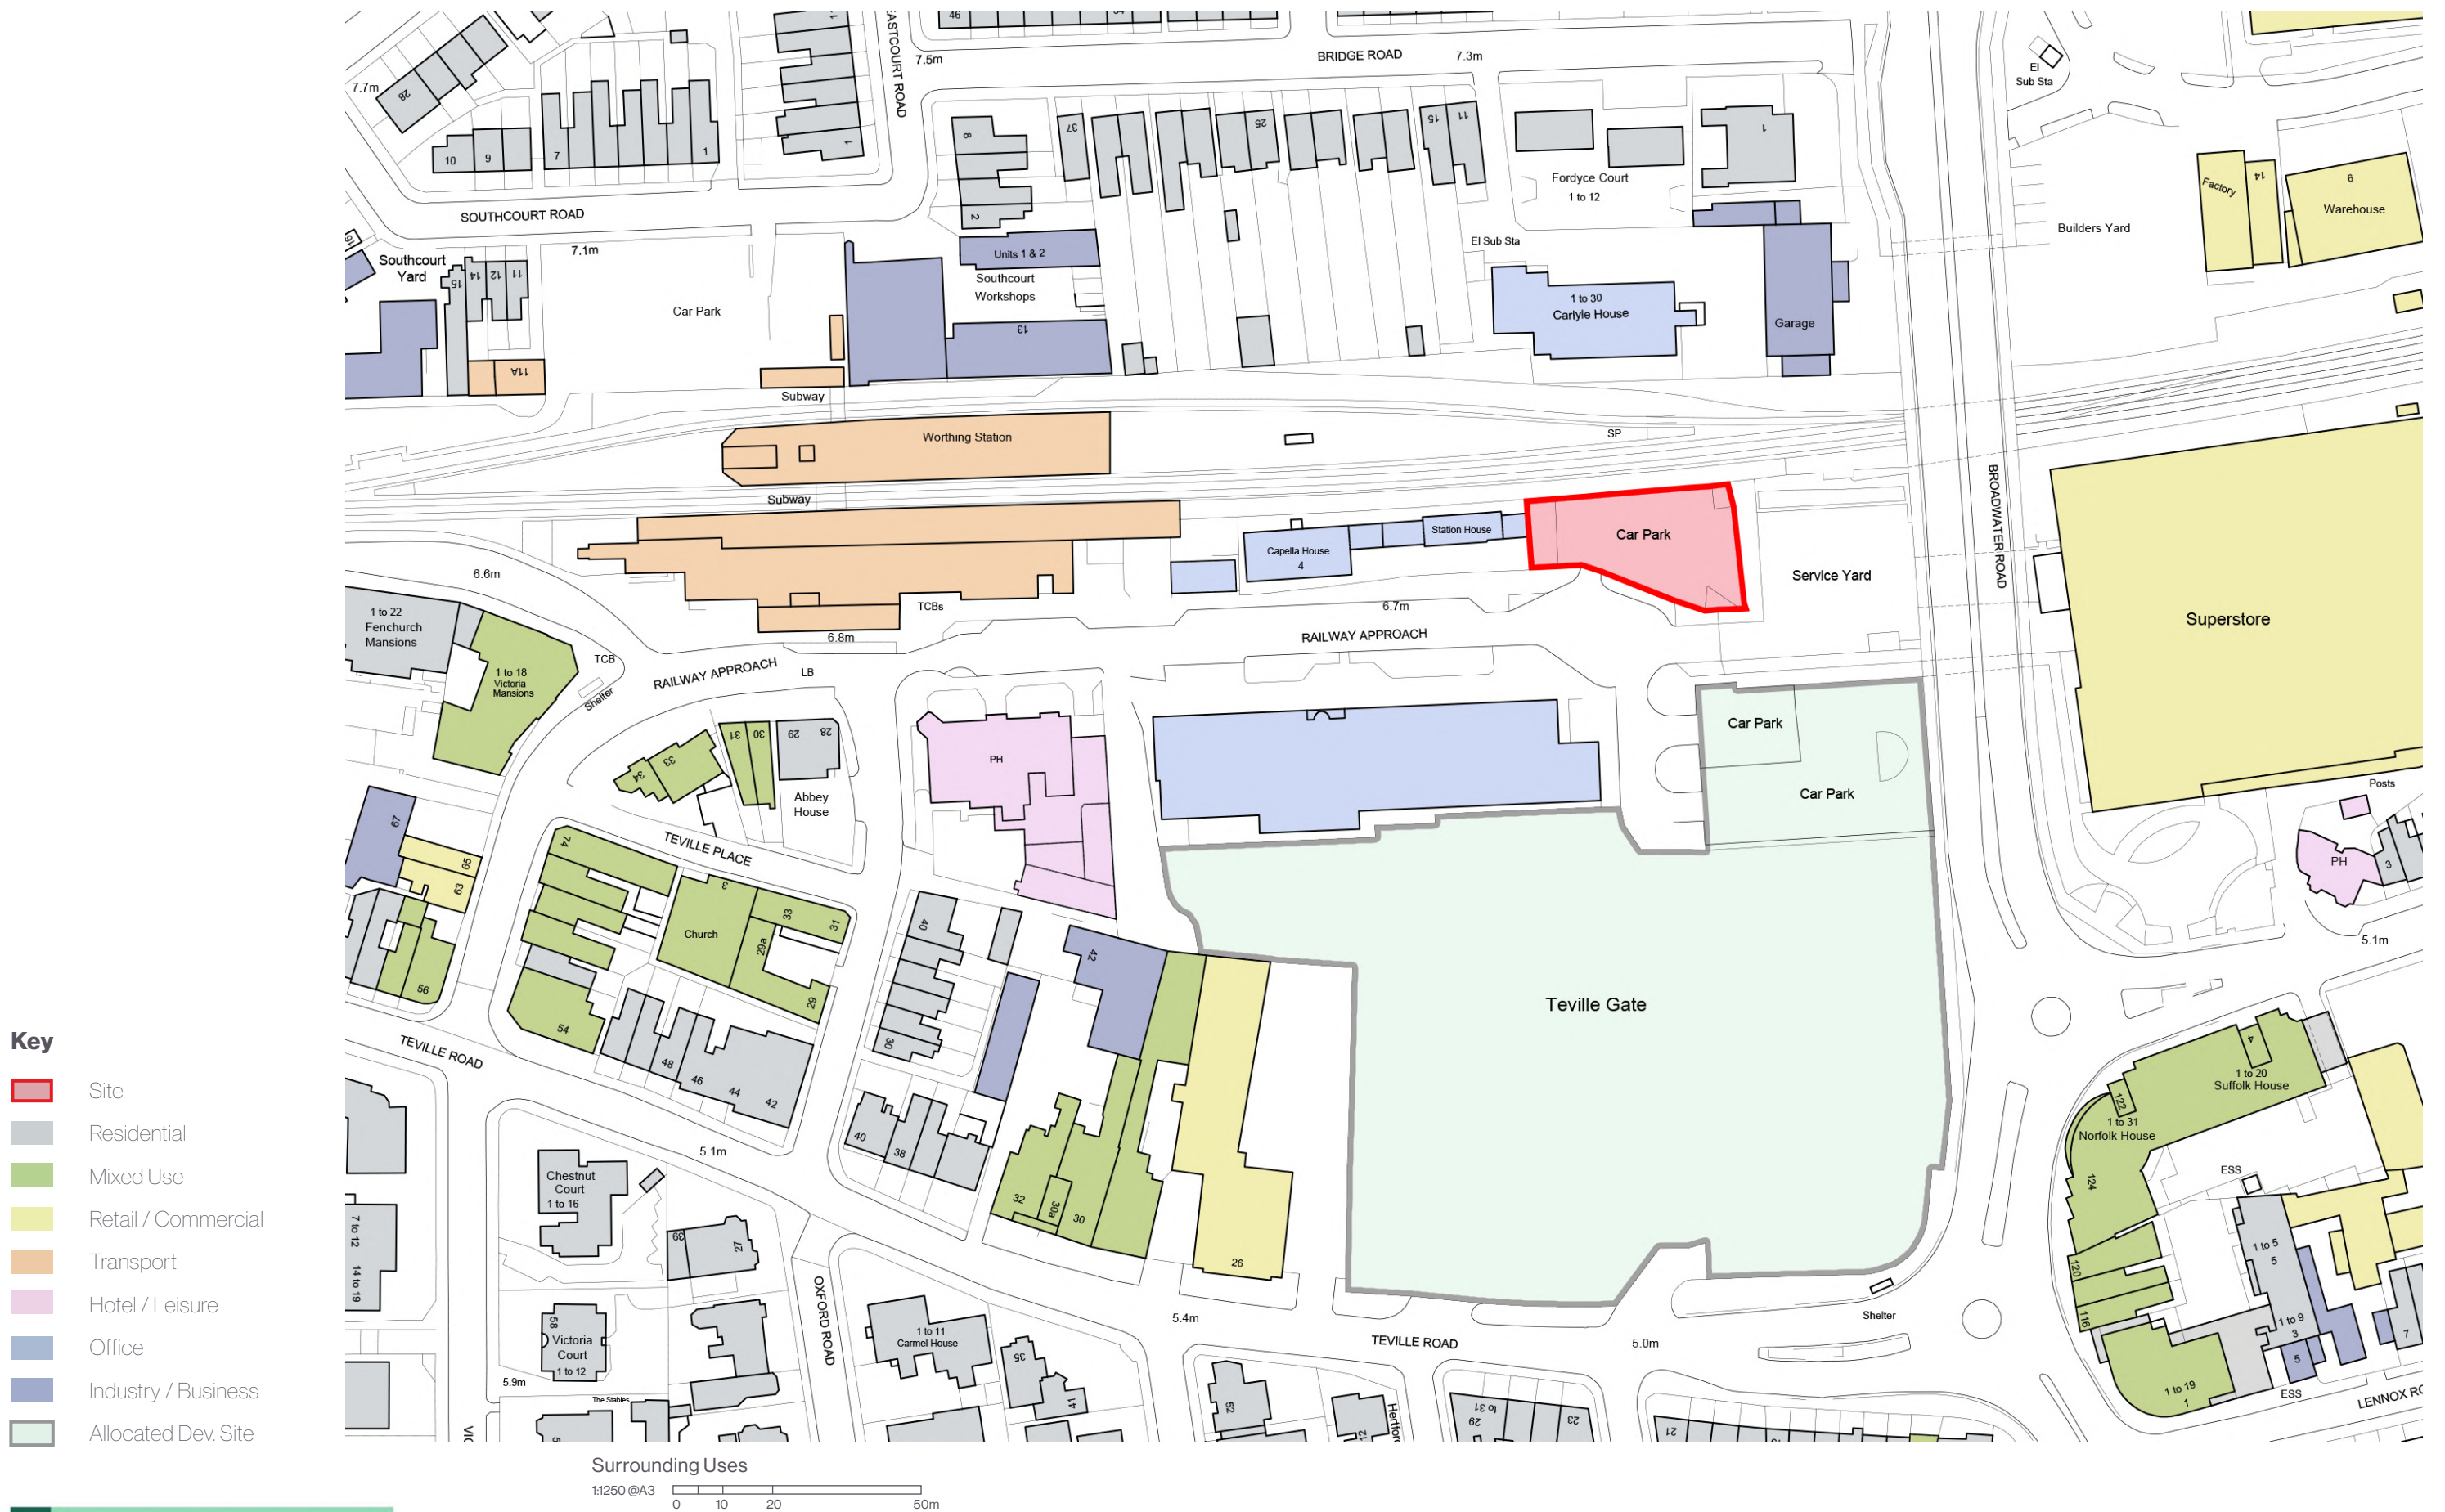 46
BRIDGE ROAD
7.3m
7.5m
EASTCOURT ROAD
7.7m
28
10
9
7
1
1
8
2
37
25
15
11
Fordyce Court
1 to 12
1
El
Sub Sta
Factory
14
9
Warehouse
Builders Yard
SOUTHCOURT ROAD
7.1m
Southcourt
Yard
15
14
12
11
11A
Car Park
Units 1 & 2
Southcourt
Workshops
13
El Sub Sta
1 to 30
Carlyle House
Garage
Subway
Worthing Station
SP
Subway
BROADWATER ROAD
Capella House
4
Station House
Car Park
Service Yard
Superstore
6.6m
TCBs
6.7m
6.8m
RAILWAY APPROACH
1 to 22
Fenchurch
Mansions
1 to 18
Victoria
Mansions
TCB
Shelter
RAILWAY APPROACH
LB
34
33
31
30
29
28
Abbey
House
PH
Car Park
Car Park
Posts
PH
3
5.1m
TEVILLE PLACE
67
65
63
56
74
3
Church
33
31
29a
29
54
48
46
44
42
40
30
42
40
38
32
30a
30
26
Teville Gate
TEVILLE ROAD
5.1m
4
1 to 20
Suffolk House
122
1 to 31
Norfolk House
124
ESS
120
116
1 to 5
5
1 to 9
3
5
7
1 to 19
1
ESS
LENNOX RO
Chestnut
Court
1 to 16
39
27
7 to 12
14 to 19
58
Victoria
Court
1 to 12
5.9m
The Stables
VIC
OXFORD ROAD
1 to 11
Carmel House
35
41
5.4m
TEVILLE ROAD
5.0m
Shelter
52
Hertfor
12
29
31
23
21
Key
Site
Residential
Mixed Use
Retail / Commercial
Transport
Hotel / Leisure
Office
Industry / Business
Allocated Dev. Site
Surrounding Uses
1:1250 @A3
0
10
20
50m